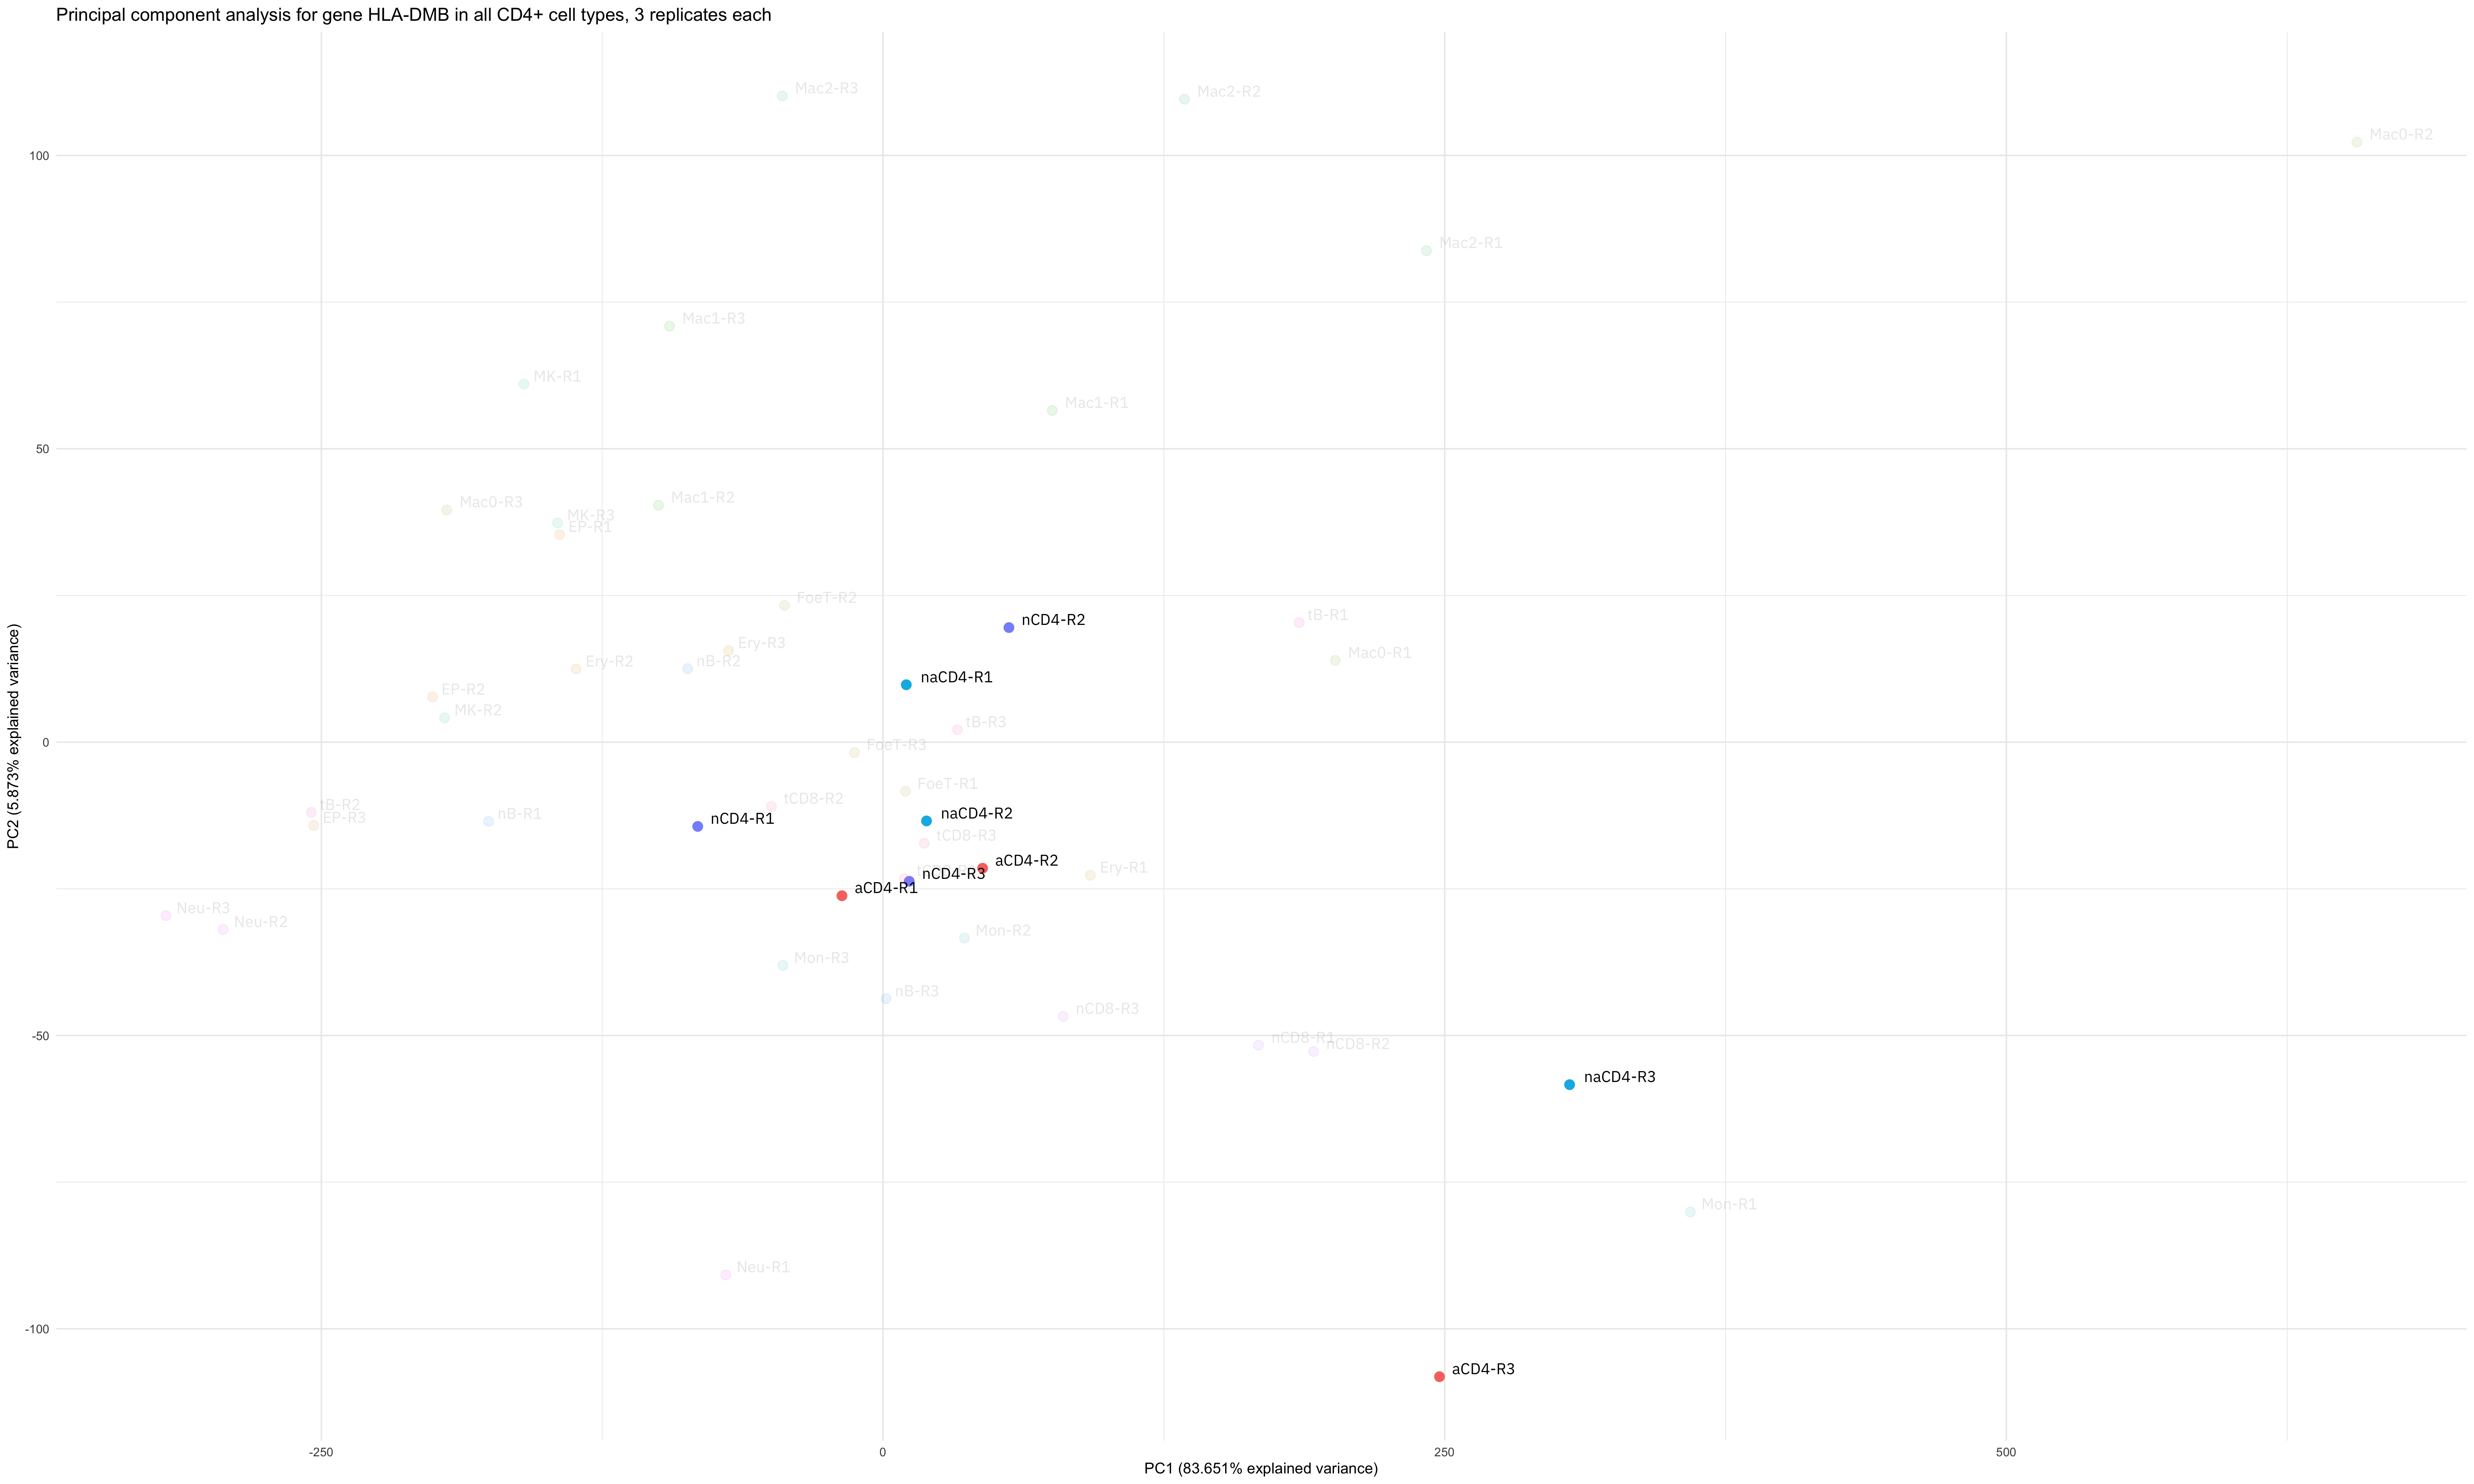 Principal component analysis for gene HLA-DMB in all CD4+ cell types, 3 replicates each
Mac2-R3
Mac2-R2
Mac0-R2
100
Mac2-R1
Mac1-R3
MK-R1
Mac1-R1
50
Mac0-R3
Mac1-R2
MK-R3
EP-R1
FoeT-R2
nCD4-R2
tB-R1
Ery-R3
Mac0-R1
Ery-R2
nB-R2
naCD4-R1
EP-R2
MK-R2
tB-R3
0
FoeT-R3
FoeT-R1
tCD8-R2
tB-R2
EP-R3
nB-R1
nCD4-R1
naCD4-R2
tCD8-R3
aCD4-R2
Ery-R1
nCD4-R3
aCD4-R1
Neu-R3
Neu-R2
Mon-R2
Mon-R3
nB-R3
nCD8-R3
-50
nCD8-R1
nCD8-R2
naCD4-R3
Mon-R1
Neu-R1
-100
aCD4-R3
-250
0
250
500
PC1 (83.651% explained variance)
PC2 (5.873% explained variance)